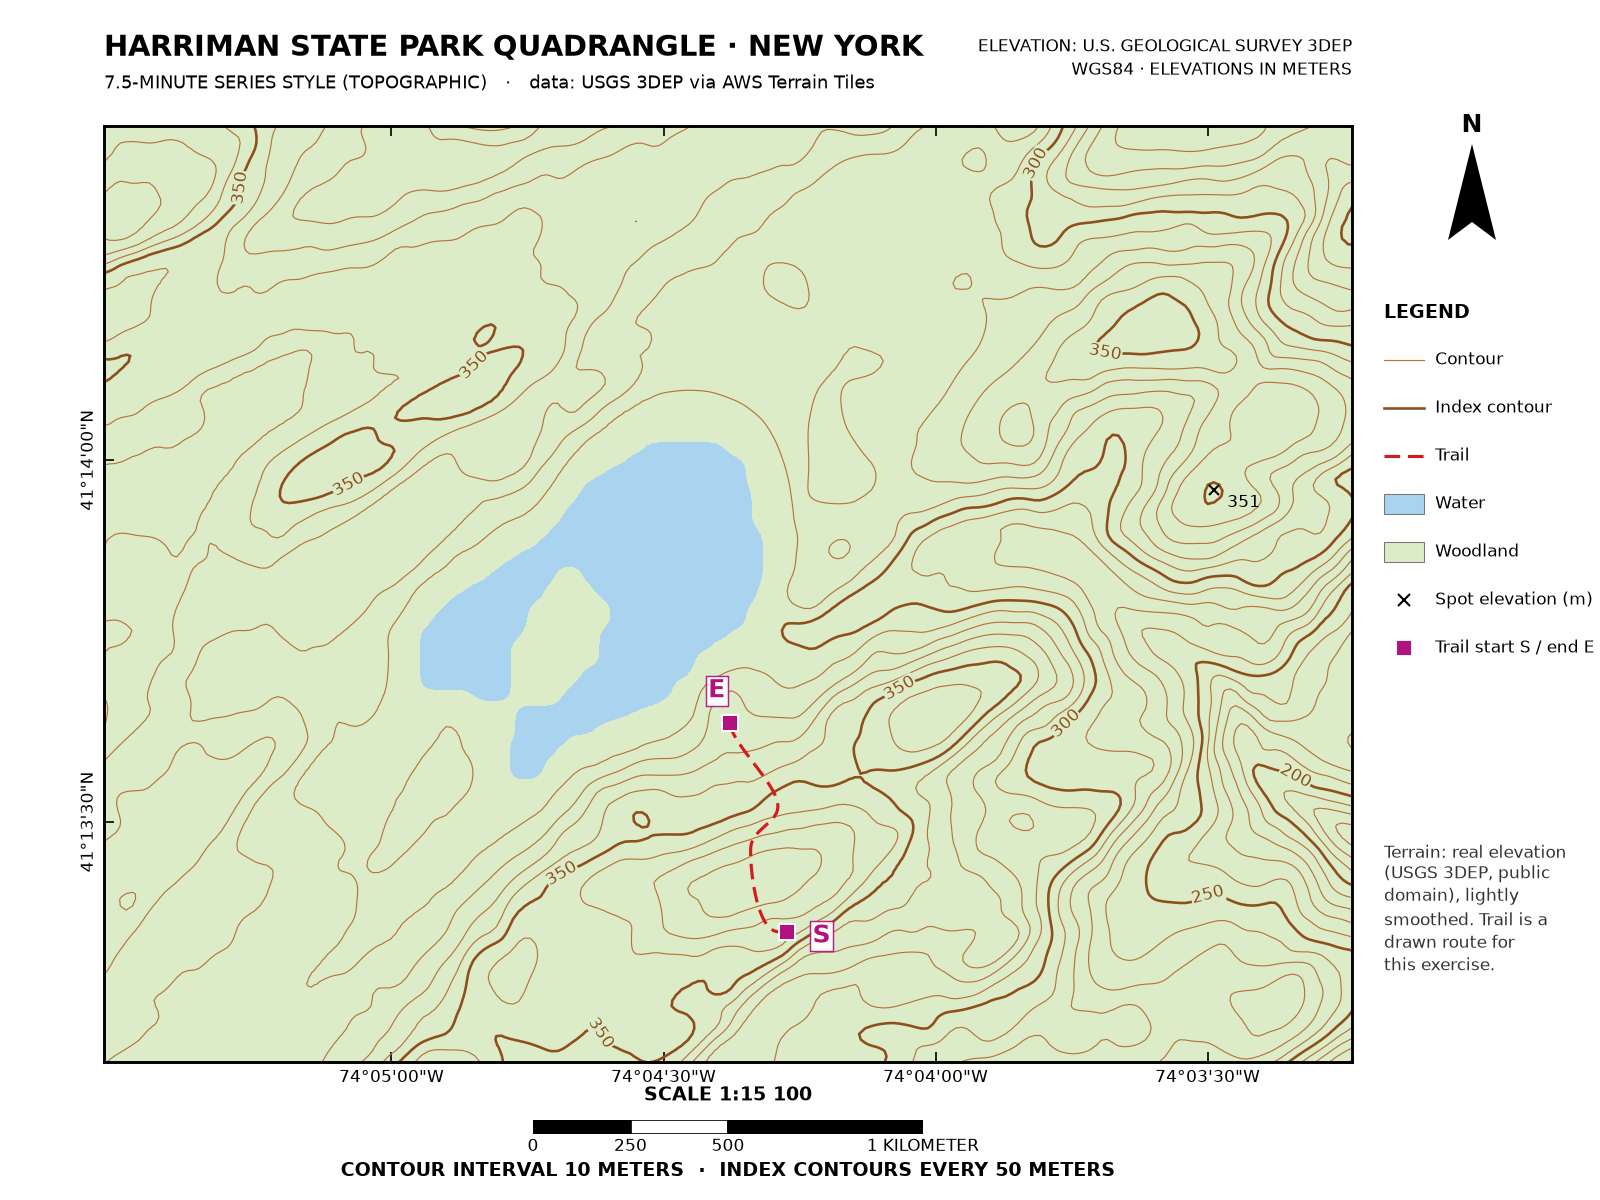 HARRIMAN STATE PARK QUADRANGLE · NEW YORK
7.5-MINUTE SERIES STYLE (TOPOGRAPHIC) · data: USGS 3DEP via AWS Terrain Tiles
ELEVATION: U.S. GEOLOGICAL SURVEY 3DEP
WGS84 · ELEVATIONS IN METERS
N
LEGEND
Contour
Index contour
Trail
Water
Woodland
Spot elevation (m)
Trail start S / end E
Terrain: real elevation
(USGS 3DEP, public
domain), lightly
smoothed. Trail is a
drawn route for
this exercise.
350
300
350
350
350
351
350
300
200
350
250
350
E
S
41°14'00"N
41°13'30"N
74°05'00"W
74°04'30"W
74°04'00"W
74°03'30"W
SCALE 1:15 100
0
250
500
1 KILOMETER
CONTOUR INTERVAL 10 METERS · INDEX CONTOURS EVERY 50 METERS